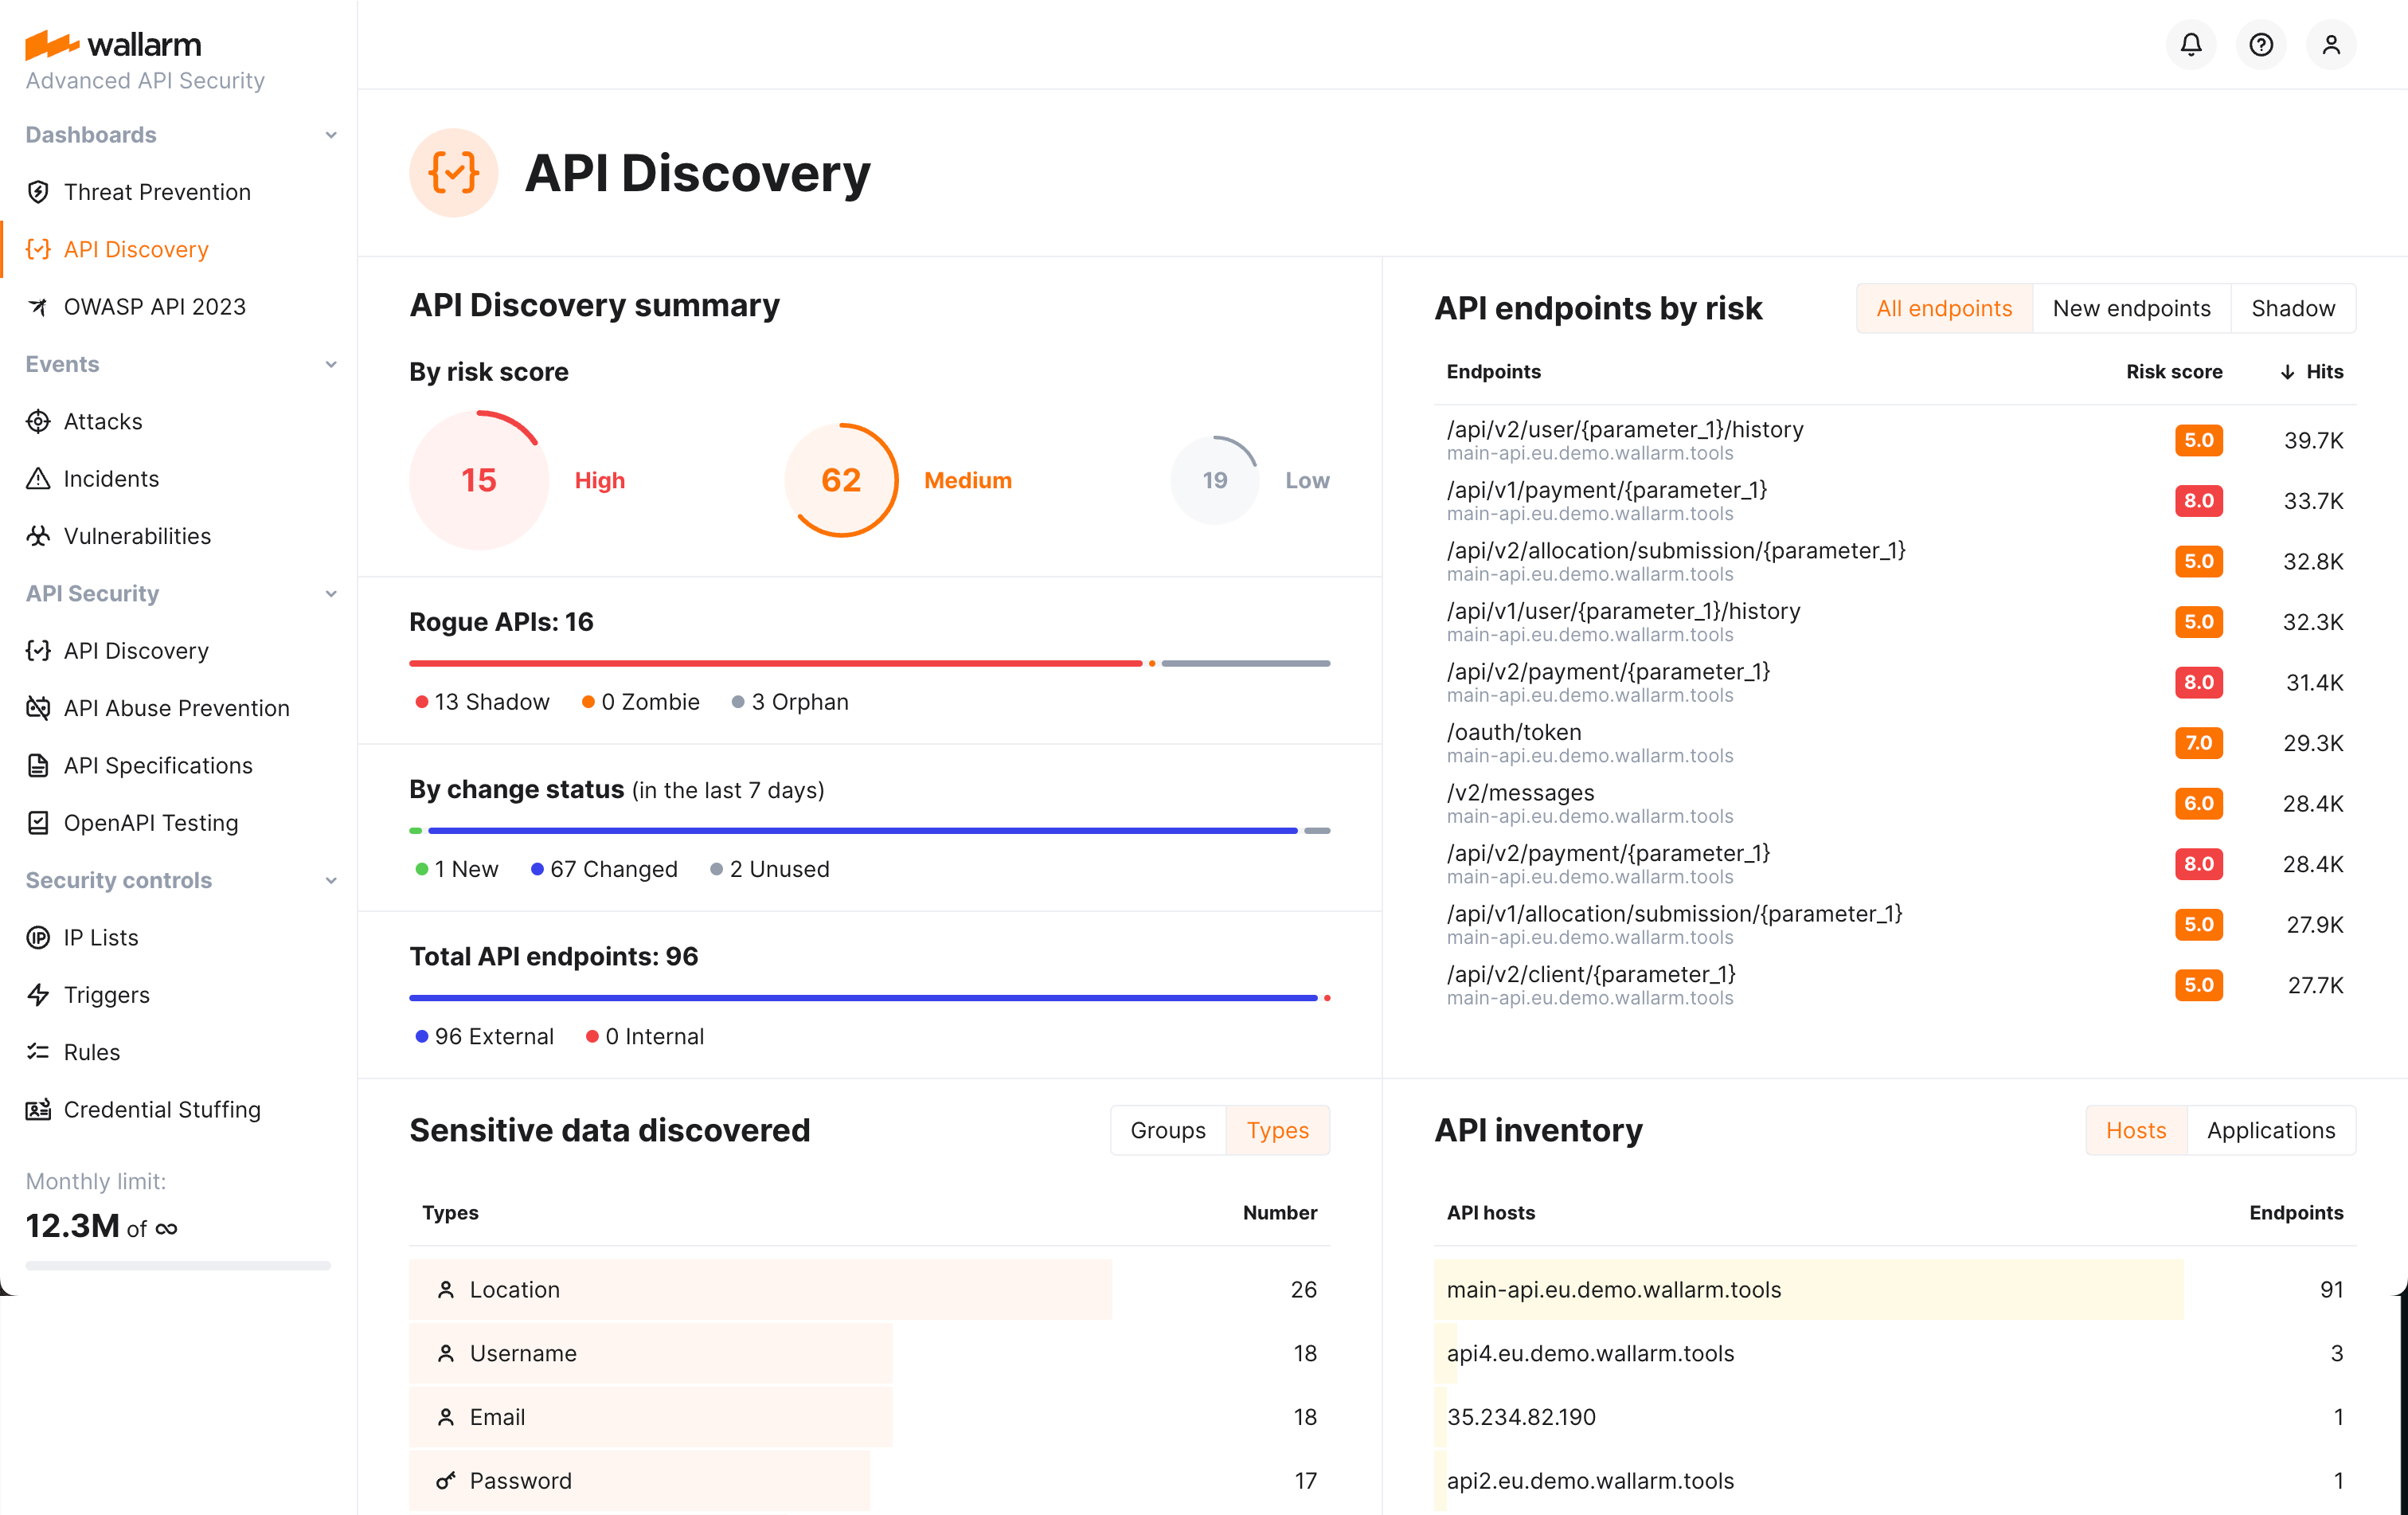 wallarm
Advanced API Security
Dashboards
Threat Prevention
API Discovery
OWASP API 2023
Events
Attacks
Incidents
Vulnerabilities
API Security
API Discovery
API Abuse Prevention
API Specifications
OpenAPI Testing
Security controls
IP Lists
Triggers
Rules
Credential Stuffing
Monthly limit:
12.3M of ∞
API Discovery
API Discovery summary
By risk score
15 High 62 Medium 19 Low
Rogue APIs: 16
13 Shadow 0 Zombie 3 Orphan
By change status (in the last 7 days)
1 New 67 Changed 2 Unused
Total API endpoints: 96
96 External 0 Internal
API endpoints by risk All endpoints New endpoints Shadow
Endpoints Risk score ↓ Hits
/api/v2/user/{parameter_1}/history 5.0 39.7K
main-api.eu.demo.wallarm.tools
/api/v1/payment/{parameter_1} 8.0 33.7K
main-api.eu.demo.wallarm.tools
/api/v2/allocation/submission/{parameter_1} 5.0 32.8K
main-api.eu.demo.wallarm.tools
/api/v1/user/{parameter_1}/history 5.0 32.3K
main-api.eu.demo.wallarm.tools
/api/v2/payment/{parameter_1} 8.0 31.4K
main-api.eu.demo.wallarm.tools
/oauth/token 7.0 29.3K
main-api.eu.demo.wallarm.tools
/v2/messages 6.0 28.4K
main-api.eu.demo.wallarm.tools
/api/v2/payment/{parameter_1} 8.0 28.4K
main-api.eu.demo.wallarm.tools
/api/v1/allocation/submission/{parameter_1} 5.0 27.9K
main-api.eu.demo.wallarm.tools
/api/v2/client/{parameter_1} 5.0 27.7K
main-api.eu.demo.wallarm.tools
Sensitive data discovered Groups Types
Types Number
Location 26
Username 18
Email 18
Password 17
API inventory Hosts Applications
API hosts Endpoints
main-api.eu.demo.wallarm.tools 91
api4.eu.demo.wallarm.tools 3
35.234.82.190 1
api2.eu.demo.wallarm.tools 1